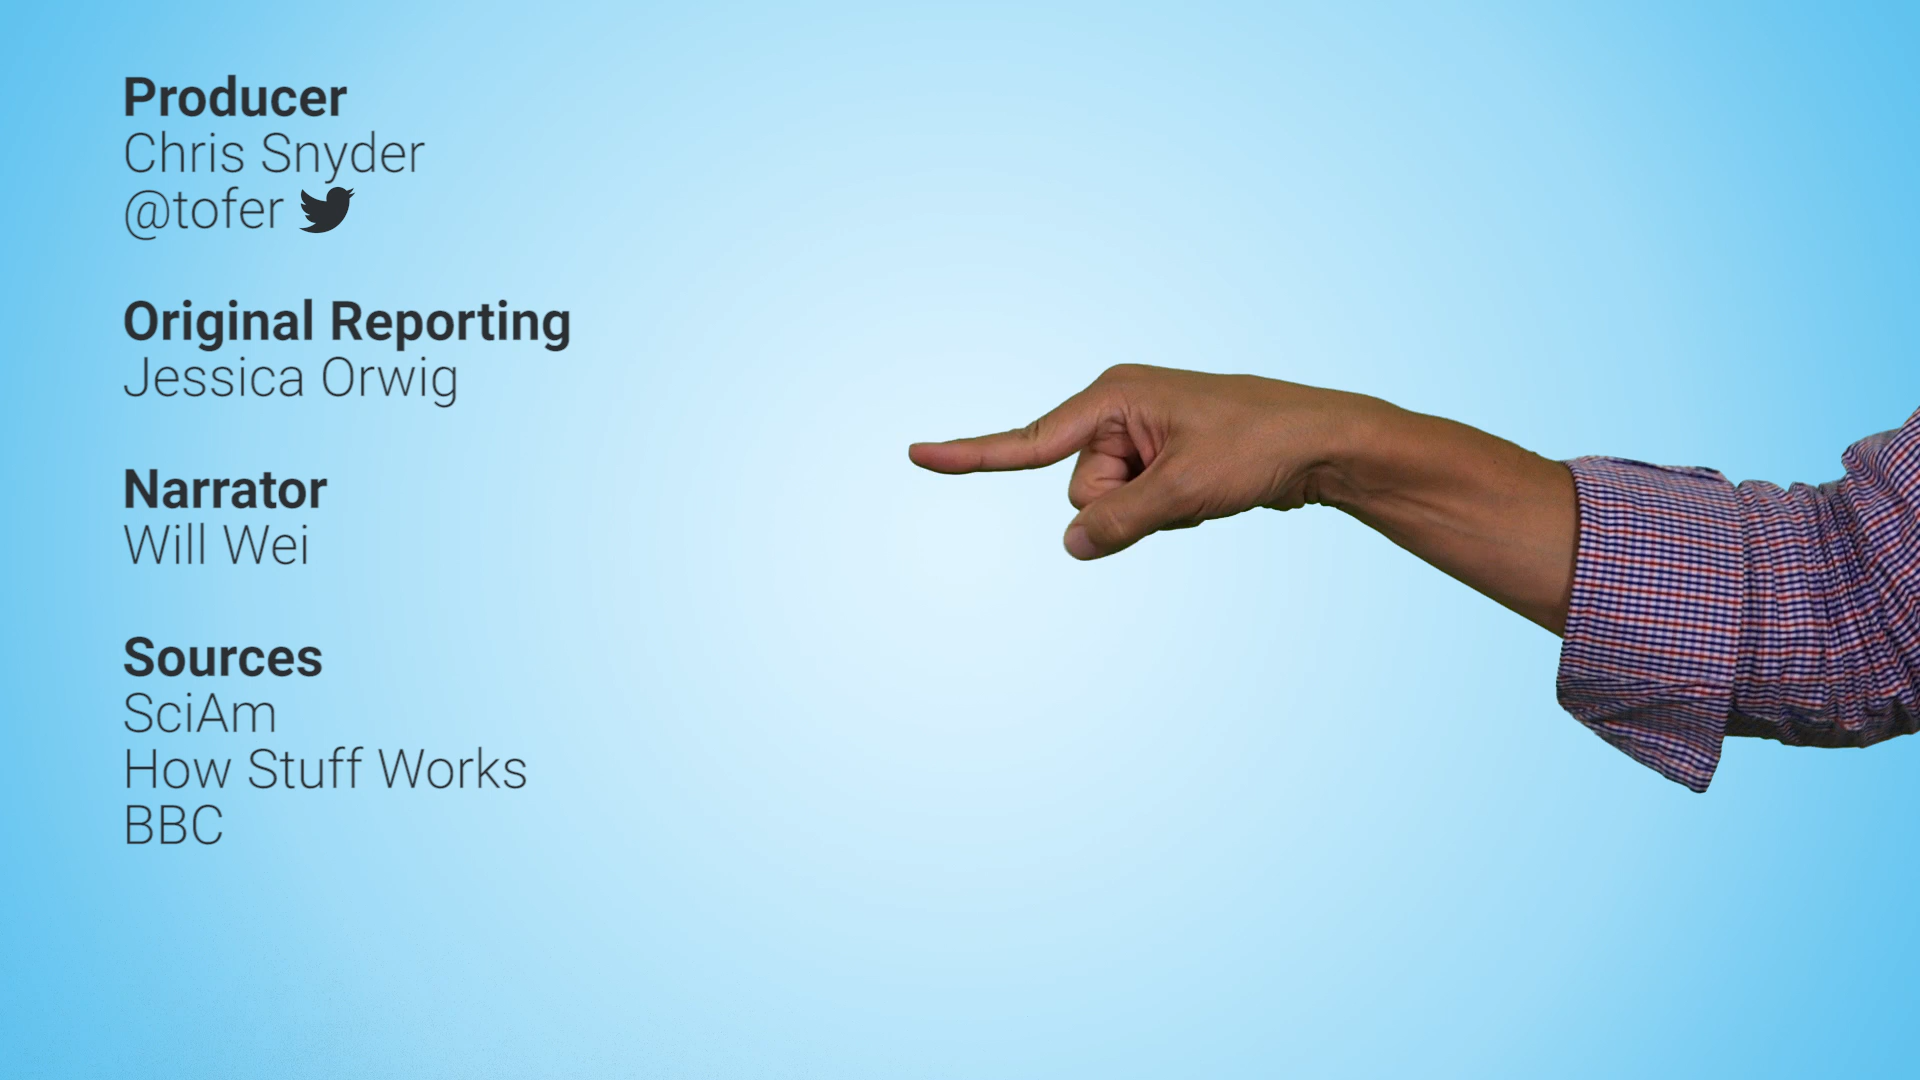 Producer
Chris Snyder
@tofer
Original Reporting
Jessica Orwig
Narrator
Will Wei
Sources
SciAm
How Stuff Works
BBC